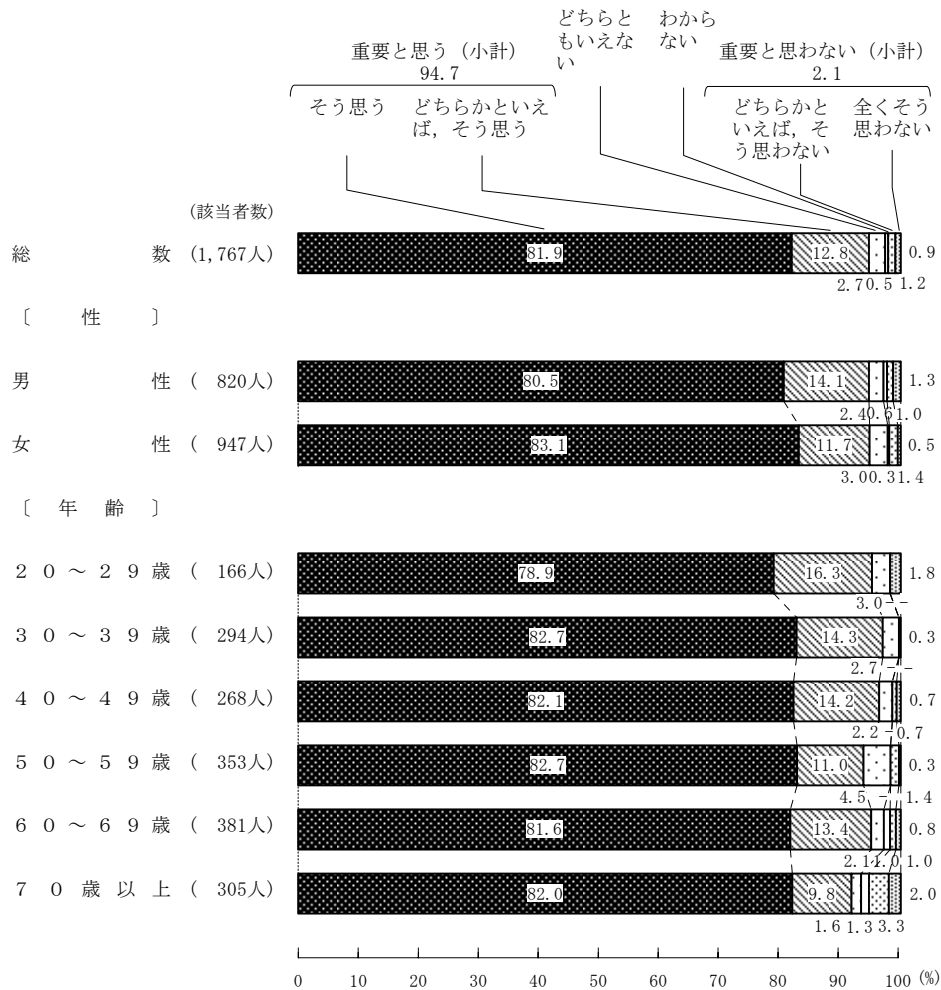 どちらと
もいえな
い
わから
ない
重要と思う（小計）
94.7
重要と思わない（小計）
2.1
そう思う
どちらかといえ
ば，そう思う
どちらかと
いえば，そ
う思わない
全くそう
思わない
(該当者数)
総 数 (1,767人) 81.9 12.8 0.9
2.7 0.5 1.2
〔 性 〕
男 性 ( 820人) 80.5 14.1 1.3
2.4 0.6 1.0
女 性 ( 947人) 83.1 11.7 0.5
3.0 0.3 1.4
〔 年 齢 〕
２０～２９歳 ( 166人) 78.9 16.3 1.8
3.0 - -
３０～３９歳 ( 294人) 82.7 14.3 0.3
2.7 - -
４０～４９歳 ( 268人) 82.1 14.2 0.7
2.2 - 0.7
５０～５９歳 ( 353人) 82.7 11.0 0.3
4.5 - 1.4
６０～６９歳 ( 381人) 81.6 13.4 0.8
2.1 1.0 1.0
７０歳以上 ( 305人) 82.0 9.8 2.0
1.6 1.3 3.3
0 10 20 30 40 50 60 70 80 90 100 (%)